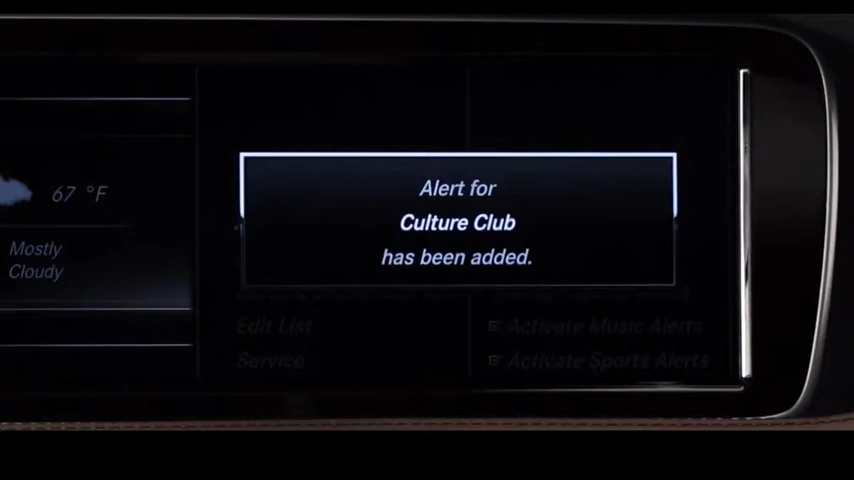 67 °F
Mostly
Cloudy
Alert for
Culture Club
has been added.
Edit List
Service
Activate Music Alerts
Activate Sports Alerts